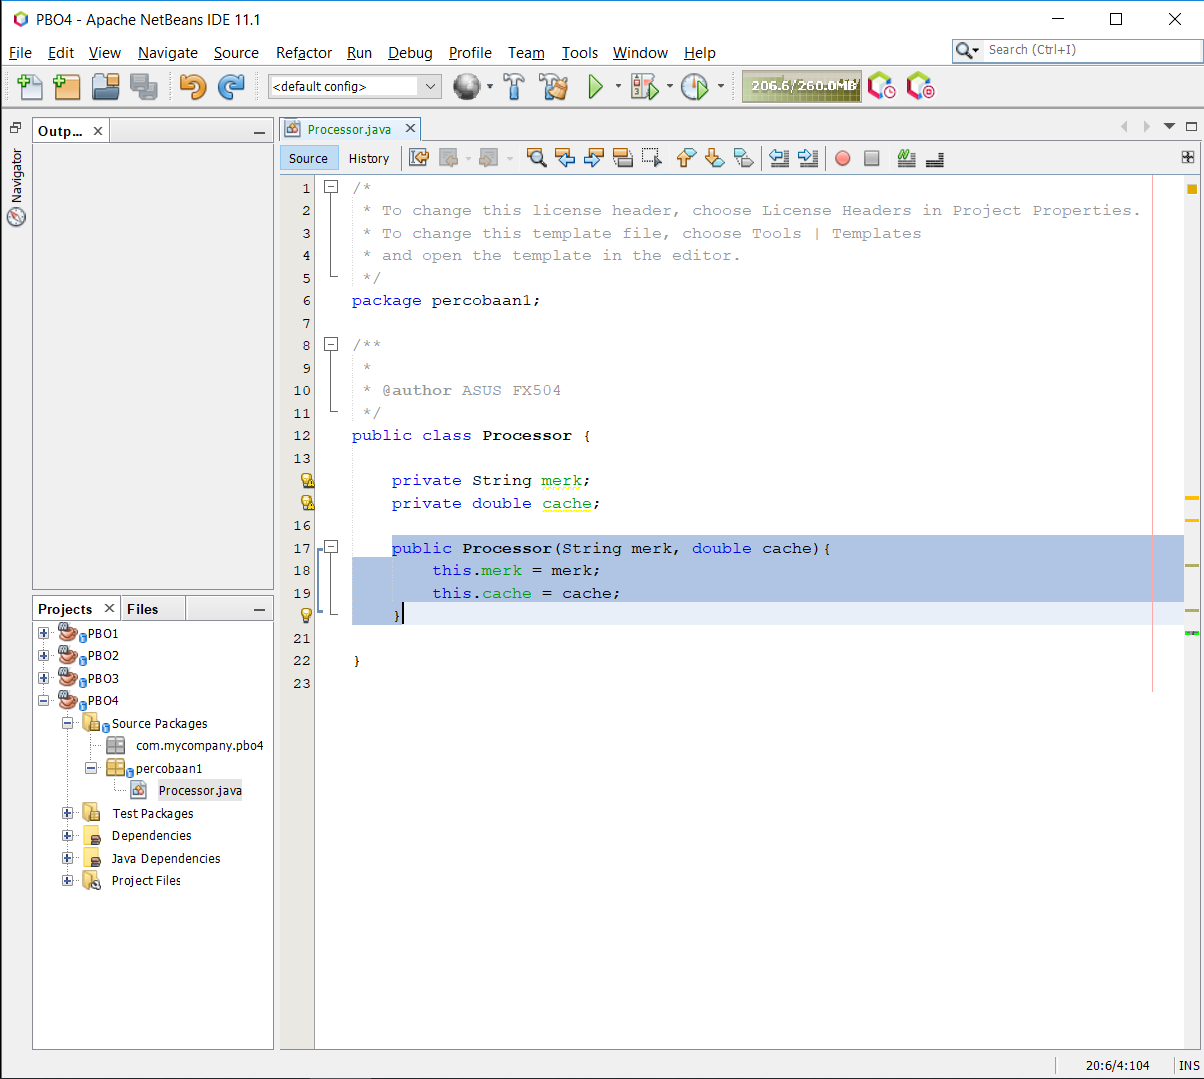 PBO4 - Apache NetBeans IDE 11.1
File Edit View Navigate Source Refactor Run Debug Profile Team Tools Window Help
Search (Ctrl+I)
<default config>
206.6/260.0MB
Navigator
Outp...
Processor.java
Source History
1 /*
2 * To change this license header, choose License Headers in Project Properties.
3 * To change this template file, choose Tools | Templates
4 * and open the template in the editor.
5 */
6 package percobaan1;
7
8 /**
9 *
10 * @author ASUS FX504
11 */
12 public class Processor {
13
private String merk;
private double cache;
16
17 public Processor(String merk, double cache){
18 this.merk = merk;
19 this.cache = cache;
}
21
22 }
23
Projects Files
PBO1
PBO2
PBO3
PBO4
Source Packages
com.mycompany.pbo4
percobaan1
Processor.java
Test Packages
Dependencies
Java Dependencies
Project Files
20:6/4:104 INS